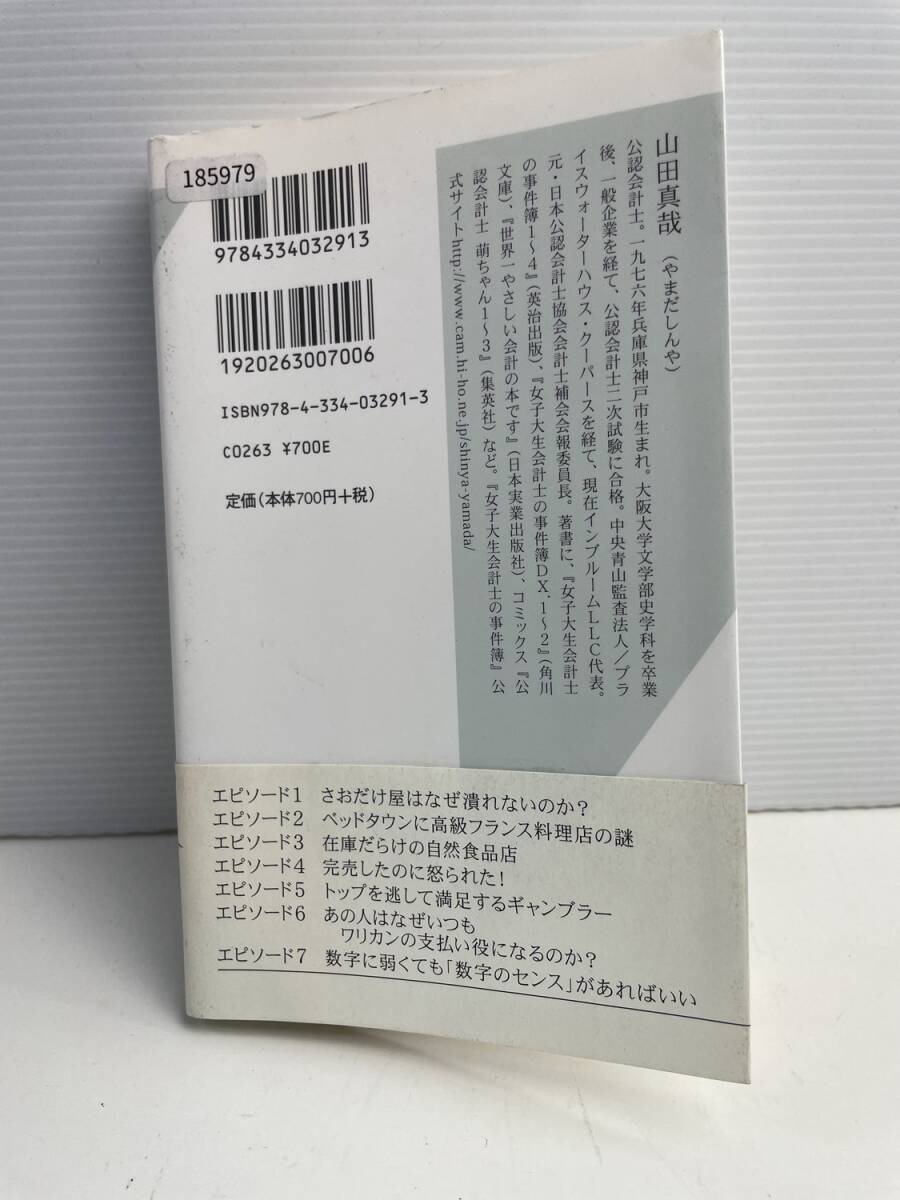 185979
9784334032913
1920263007006
ISBN978-4-334-03291-3
C0263 ¥700E
定価(本体700円+税)
山田真哉(やまだしんや)
公認会計士。一九七六年兵庫県神戸市生まれ。大阪大学文学部史学科を卒業
後、一般企業を経て、公認会計士二次試験に合格。中央青山監査法人/プラ
イスウォーターハウス・クーパースを経て、現在インブルームLLC代表。
元・日本公認会計士協会会計士補会会報委員長。著書に、『女子大生会計士
の事件簿1〜4』(英治出版)、『女子大生会計士の事件簿DX.1〜2』(角川
文庫)、『世界一やさしい会計の本です』(日本実業出版社)、コミックス『公
認会計士 萌ちゃん1〜3』(集英社)など。『女子大生会計士の事件簿』公
式サイトhttp://www.cam.hi-ho.ne.jp/shinya-yamada/
エピソード1 さおだけ屋はなぜ潰れないのか?
エピソード2 ベッドタウンに高級フランス料理店の謎
エピソード3 在庫だらけの自然食品店
エピソード4 完売したのに怒られた!
エピソード5 トップを逃して満足するギャンブラー
エピソード6 あの人はなぜいつも
ワリカンの支払い役になるのか?
エピソード7 数字に弱くても「数字のセンス」があればいい